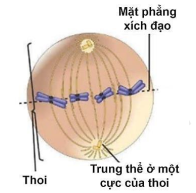 Mặt phẳng
xích đạo
Thoi
Trung thể ở một
cực của thoi